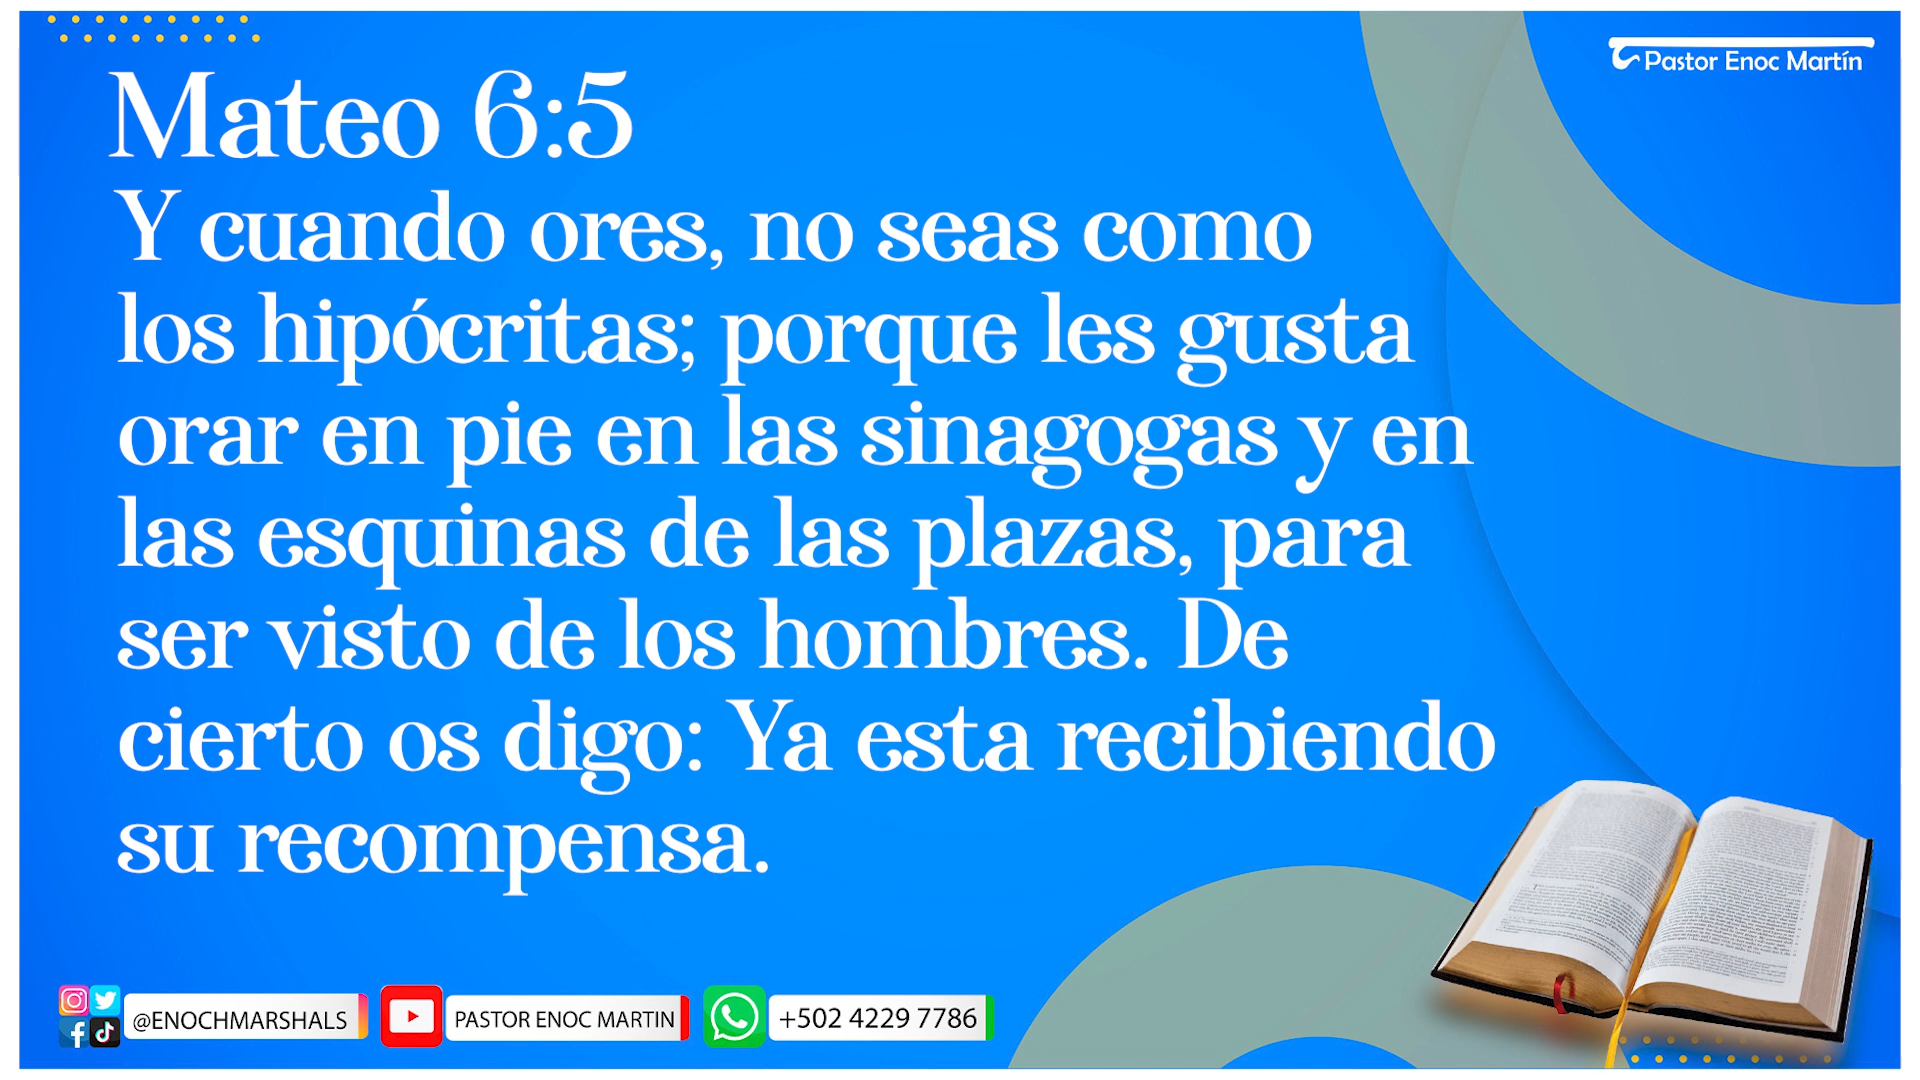 Pastor Enoc Martín
Mateo 6:5
Y cuando ores, no seas como
los hipócritas; porque les gusta
orar en pie en las sinagogas y en
las esquinas de las plazas, para
ser visto de los hombres. De
cierto os digo: Ya esta recibiendo
su recompensa.
@ENOCHMARSHALS
PASTOR ENOC MARTIN
+502 4229 7786